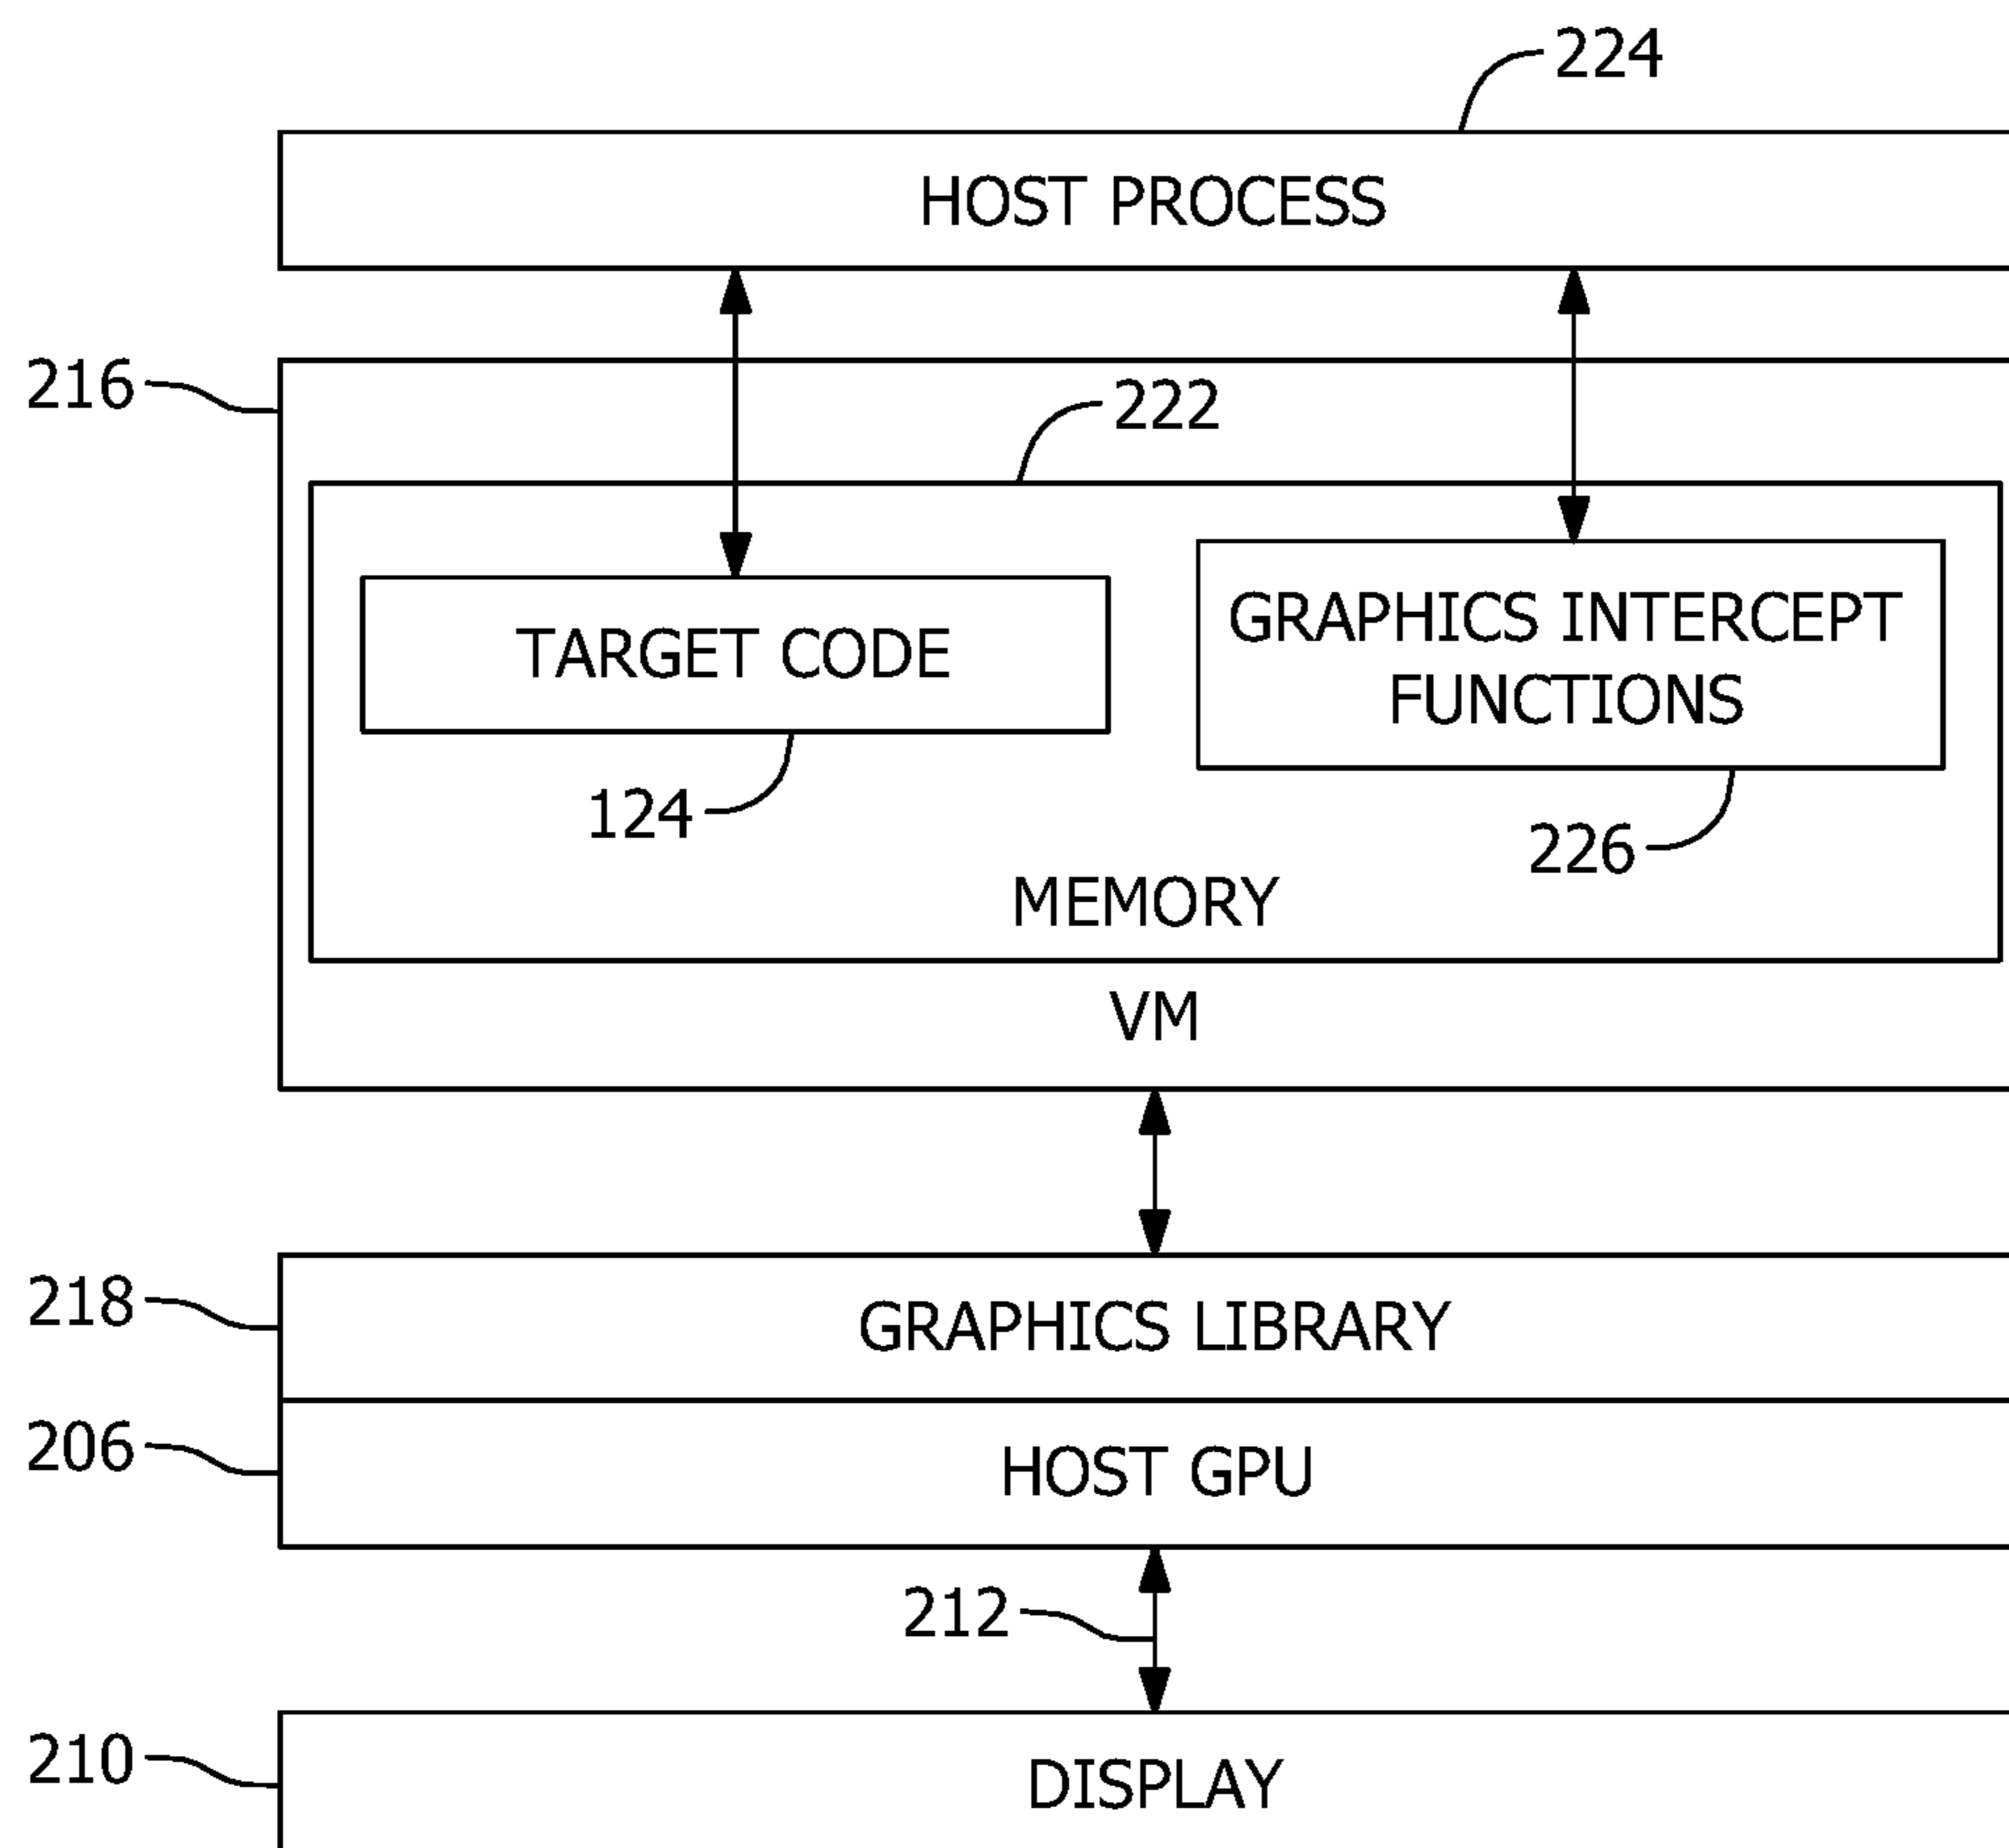 224
HOST PROCESS
216
222
TARGET CODE
GRAPHICS INTERCEPT
FUNCTIONS
124
226
MEMORY
VM
218
GRAPHICS LIBRARY
206
HOST GPU
212
210
DISPLAY